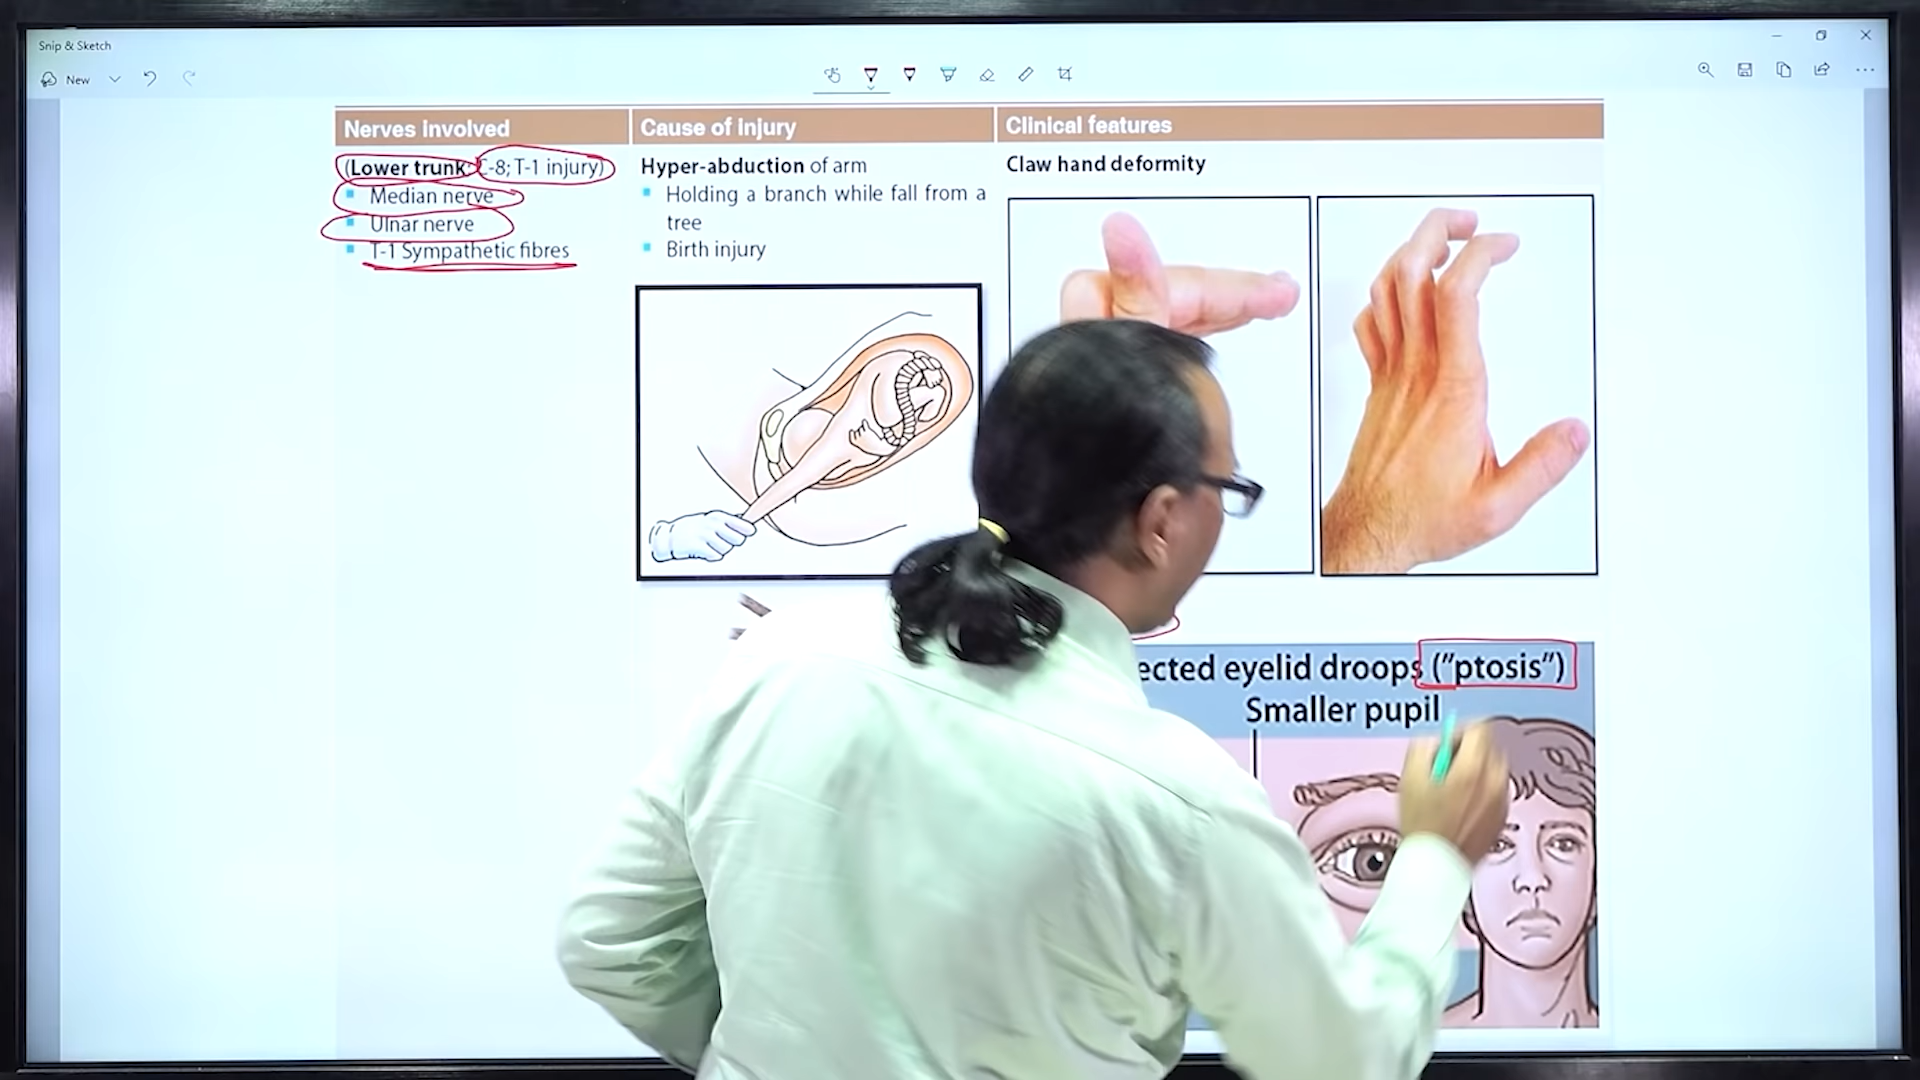 Snip & Sketch
New
Nerves involved
Cause of injury
Clinical features
(Lower trunk: C-8; T-1 injury)
Median nerve
Ulnar nerve
T-1 Sympathetic fibres
Hyper-abduction of arm
Holding a branch while fall from a
tree
Birth injury
Claw hand deformity
eyelid droops ("ptosis")
Smaller pupil